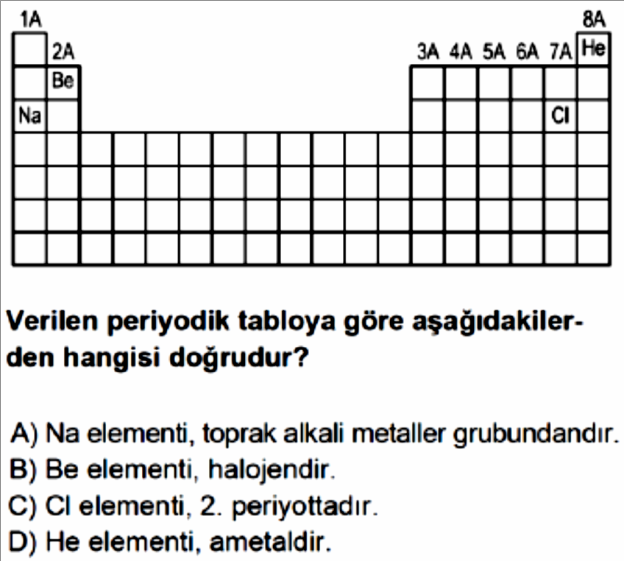 1A
8A
2A
3A 4A 5A 6A 7A He
Be
Na
Cl
Verilen periyodik tabloya göre aşağıdakiler-
den hangisi doğrudur?
A) Na elementi, toprak alkali metaller grubundandır.
B) Be elementi, halojendir.
C) Cl elementi, 2. periyottadır.
D) He elementi, ametaldir.